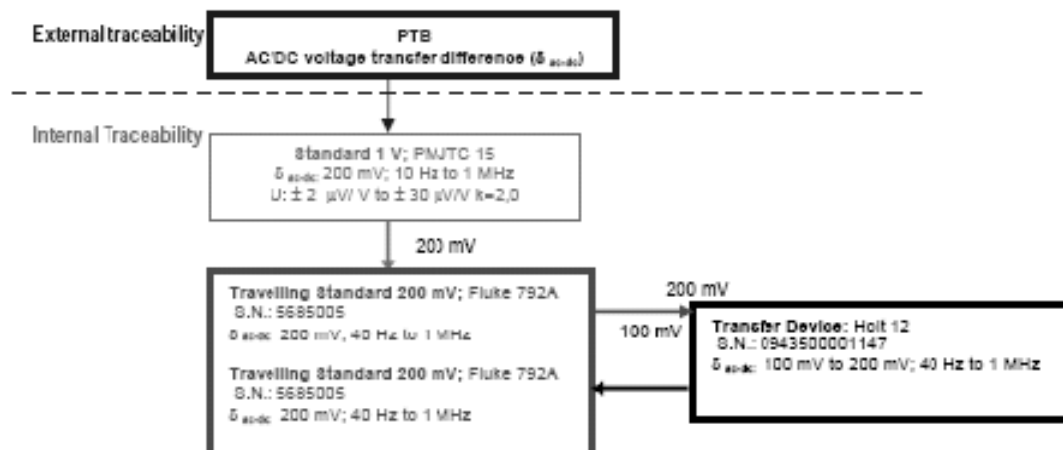 External traceability
PTB
AC/DC voltage transfer difference (δ ac-dc)
Internal Traceability
Standard 1 V; PMJTC 15
δ ac-dc: 200 mV; 10 Hz to 1 MHz
U: ± 2 µV/ V to ± 30 µV/V k=2,0
200 mV
Travelling Standard 200 mV; Fluke 792A
S.N.: 5685005
δ ac-dc: 200 mV, 40 Hz to 1 MHz
Travelling Standard 200 mV; Fluke 792A
S.N.: 5685005
δ ac-dc: 200 mV; 40 Hz to 1 MHz
200 mV
100 mV
Transfer Device: Holt 12
S.N.: 0943500001147
δ ac-dc: 100 mV to 200 mV; 40 Hz to 1 MHz